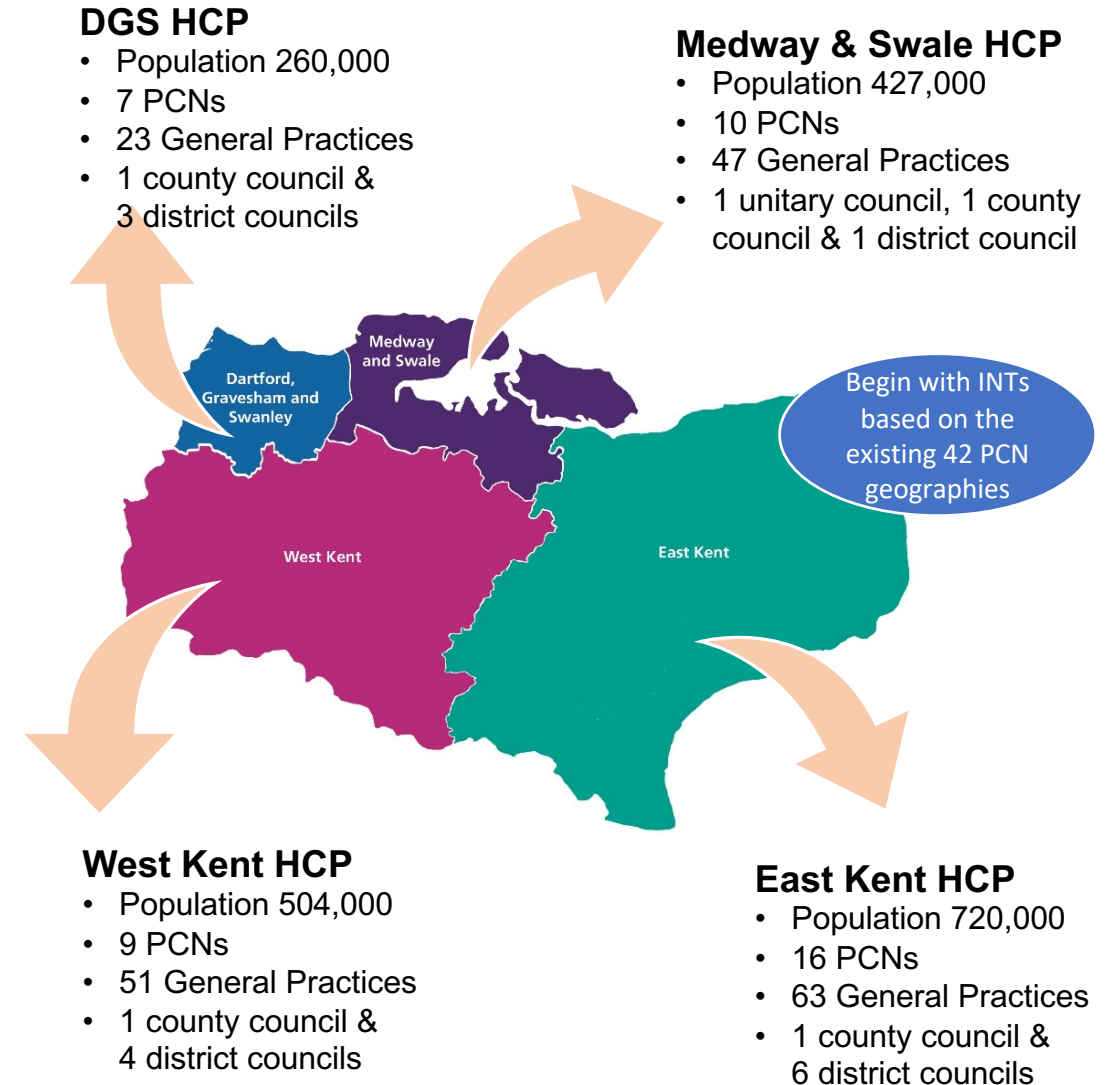 DGS HCP
• Population 260,000
• 7 PCNs
• 23 General Practices
• 1 county council &
3 district councils
Medway & Swale HCP
• Population 427,000
• 10 PCNs
• 47 General Practices
• 1 unitary council, 1 county
council & 1 district council
Medway
and Swale
Dartford,
Gravesham and
Swanley
Begin with INTs
based on the
existing 42 PCN
geographies
West Kent
East Kent
West Kent HCP
• Population 504,000
• 9 PCNs
• 51 General Practices
• 1 county council &
4 district councils
East Kent HCP
• Population 720,000
• 16 PCNs
• 63 General Practices
• 1 county council &
6 district councils